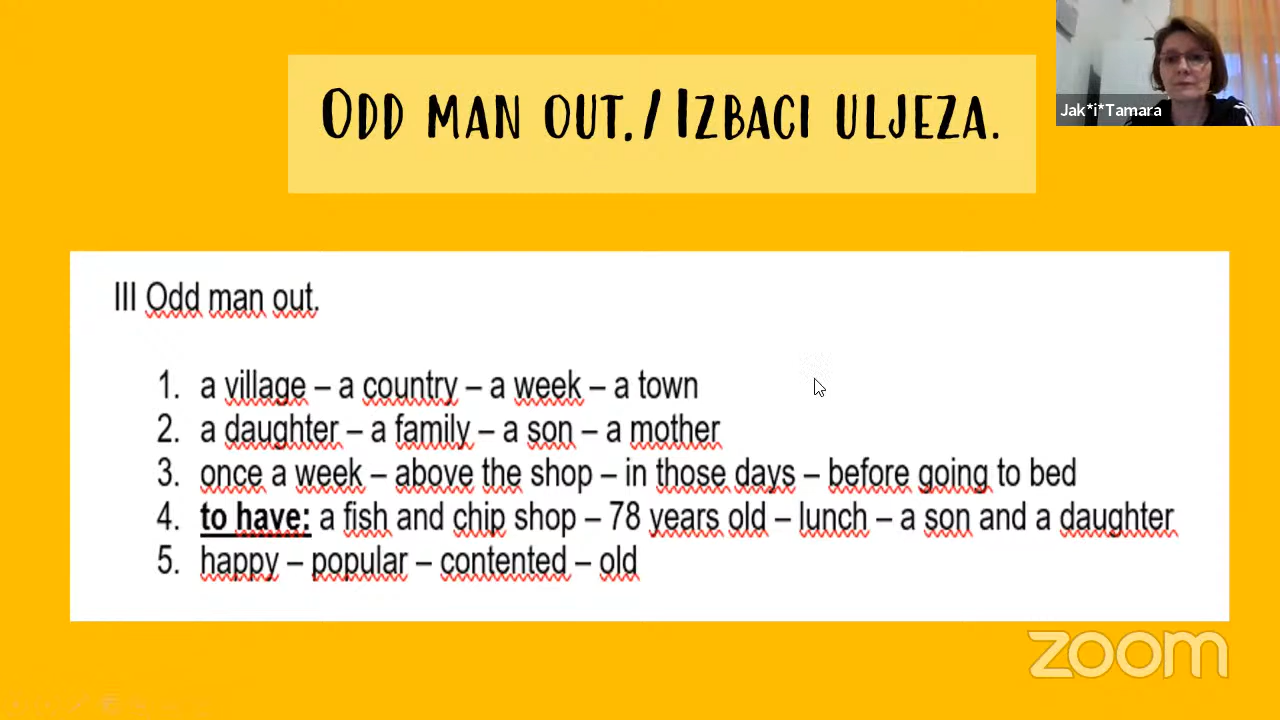 ODD MAN OUT. / IZBACI ULJEZA.
Jak*i*Tamara
III Odd man out.
1. a village – a country – a week – a town
2. a daughter – a family – a son – a mother
3. once a week – above the shop – in those days – before going to bed
4. to have: a fish and chip shop – 78 years old – lunch – a son and a daughter
5. happy – popular – contented – old
zoom